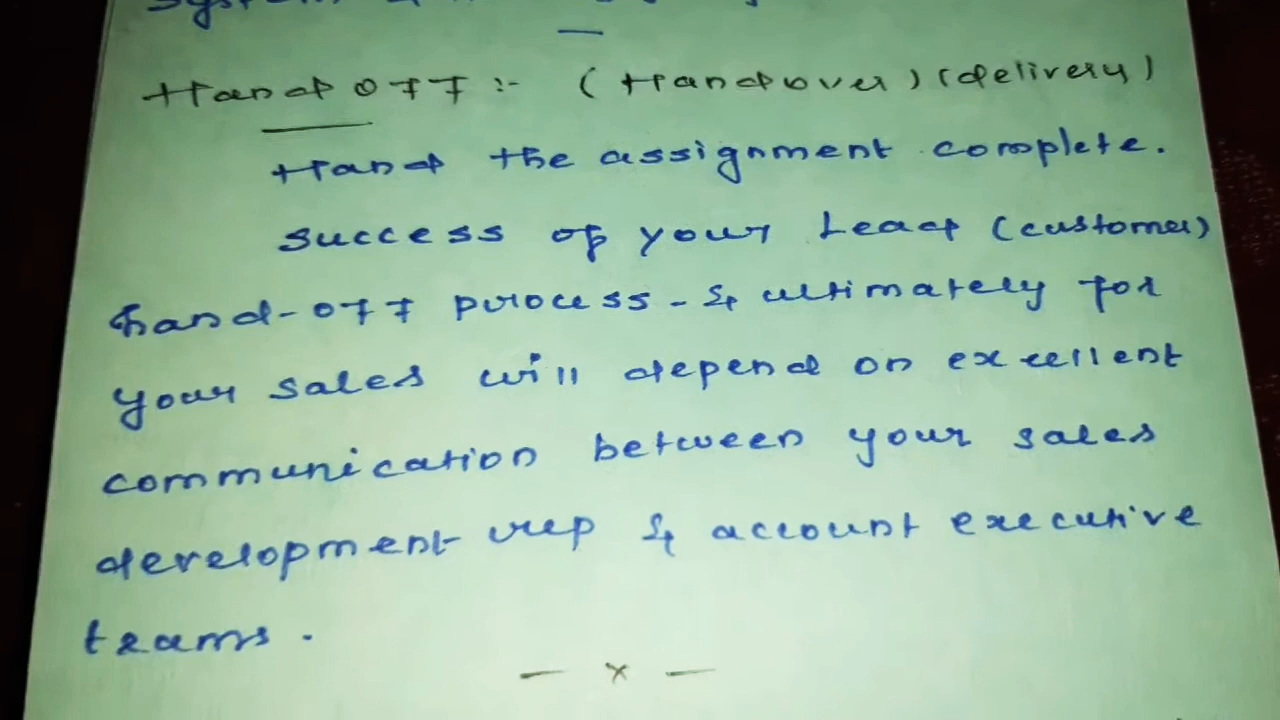 System
Hand off :- (Handover) (delivery)
Hand the assignment complete.
Success of your Lead (customer)
hand-off process - & ultimately for
your sales will depend on excellent
communication between your sales
development rep & account executive
teams.
— x —